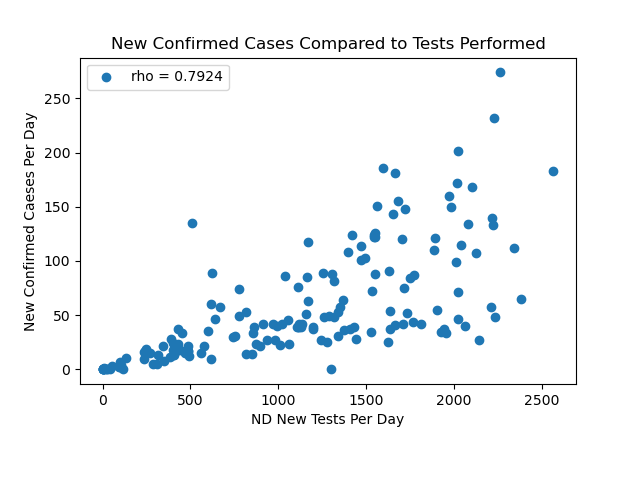 New Confirmed Cases Compared to Tests Performed
rho = 0.7924
New Confirmed Caeses Per Day
250
200
150
100
50
0
0 500 1000 1500 2000 2500
ND New Tests Per Day